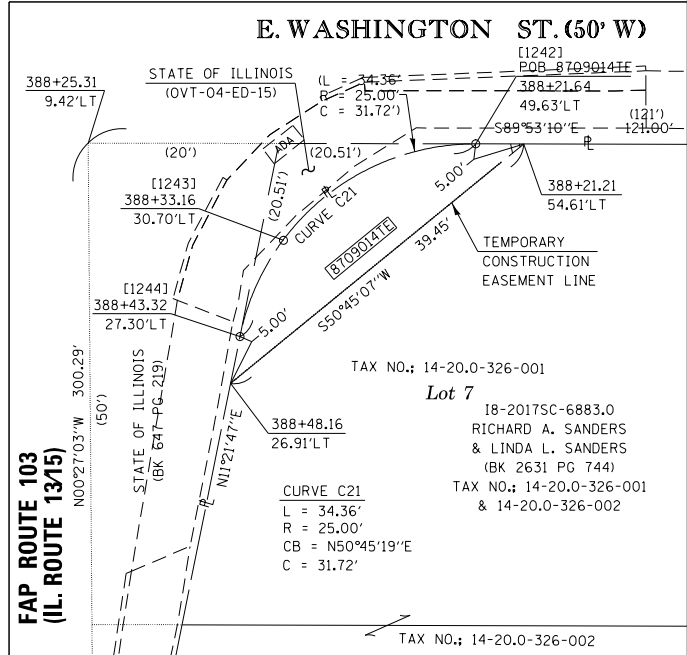 E. WASHINGTON ST. (50' W)
[1242]
POB 8709014TE
388+21.64
49.63'LT
STATE OF ILLINOIS
(OVT-04-ED-15)
(L = 34.36'
R = 25.00'
C = 31.72')
388+25.31
9.42'LT
(121')
S89°53'10"E 121.00'
(20')
ADA
(20.51')
(20.51')
PL
5.00'
388+21.21
54.61'LT
[1243]
388+33.16
30.70'LT
PL
CURVE C21
8709014TE
39.45'
S50°45'07"W
TEMPORARY
CONSTRUCTION
EASEMENT LINE
[1244]
388+43.32
27.30'LT
5.00'
TAX NO.; 14-20.0-326-001
Lot 7
I8-2017SC-6883.0
RICHARD A. SANDERS
& LINDA L. SANDERS
(BK 2631 PG 744)
TAX NO.; 14-20.0-326-001
& 14-20.0-326-002
388+48.16
26.91'LT
N00°27'03"W 300.29'
(50')
STATE OF ILLINOIS
(BK 647 PG 219)
N11°21'47"E
PL
CURVE C21
L = 34.36'
R = 25.00'
CB = N50°45'19"E
C = 31.72'
FAP ROUTE 103
(IL. ROUTE 13/15)
TAX NO.; 14-20.0-326-002